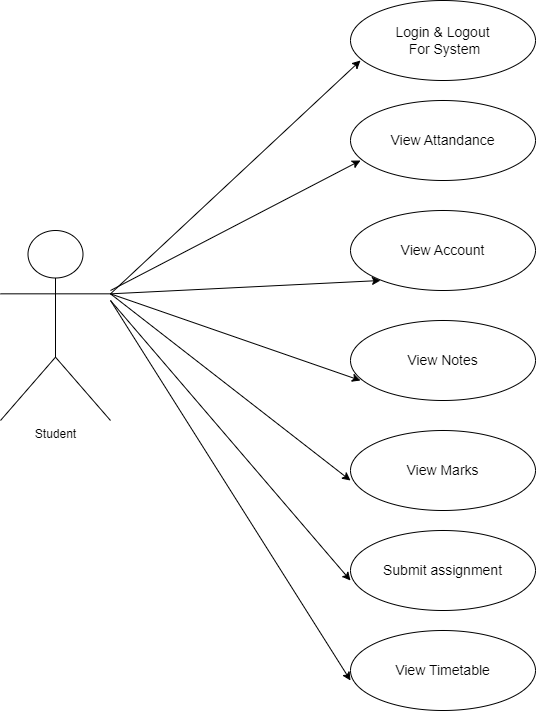 Login & Logout
For System
View Attandance
View Account
View Notes
Student
View Marks
Submit assignment
View Timetable